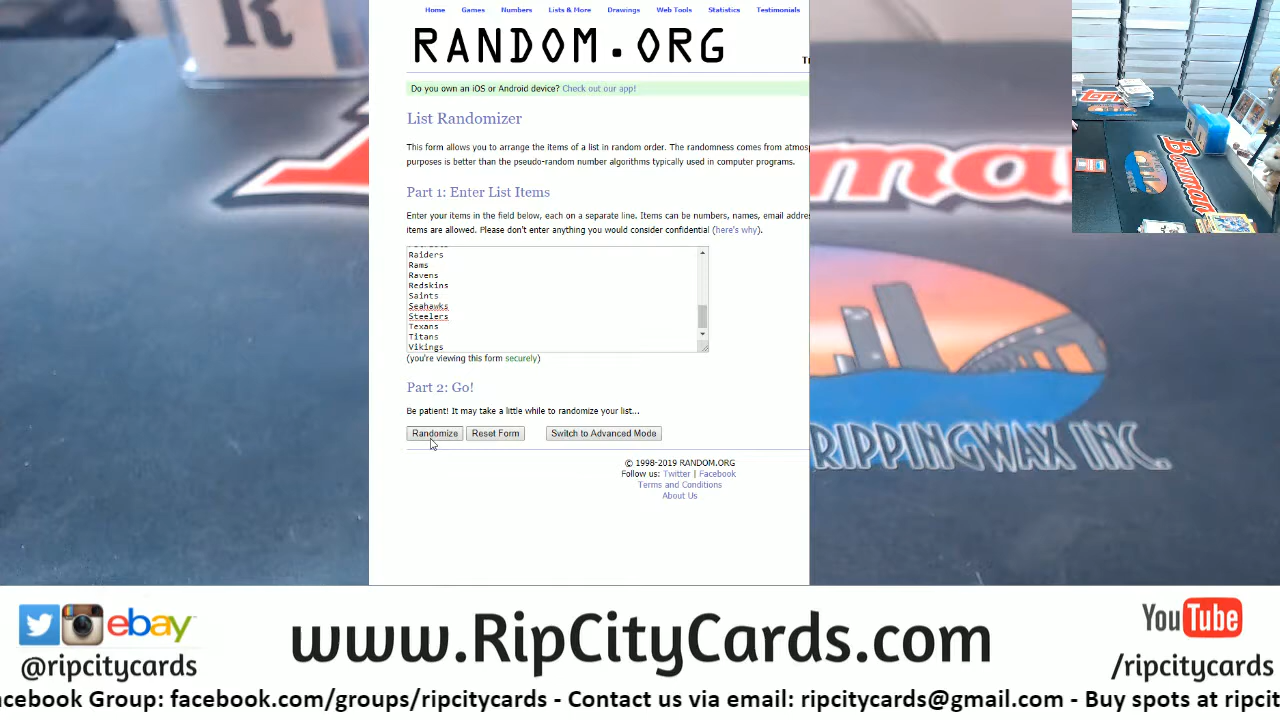 Home Games Numbers Lists & More Drawings Web Tools Statistics Testimonials
RANDOM.ORG
Do you own an iOS or Android device? Check out our app!
List Randomizer
This form allows you to arrange the items of a list in random order. The randomness comes from atmosp
purposes is better than the pseudo-random number algorithms typically used in computer programs.
Part 1: Enter List Items
Enter your items in the field below, each on a separate line. Items can be numbers, names, email addre
items are allowed. Please don't enter anything you would consider confidential (here's why).
Raiders
Rams
Ravens
Redskins
Saints
Seahawks
Steelers
Texans
Titans
Vikings
(you're viewing this form securely)
Part 2: Go!
Be patient! It may take a little while to randomize your list...
Randomize Reset Form Switch to Advanced Mode
© 1998-2019 RANDOM.ORG
Follow us: Twitter | Facebook
Terms and Conditions
About Us
R
Bowman
RIPPINGWAX INC.
ebay
@ripcitycards
www.RipCityCards.com
YouTube
/ripcitycards
acebook Group: facebook.com/groups/ripcitycards - Contact us via email: ripcitycards@gmail.com - Buy spots at ripcit